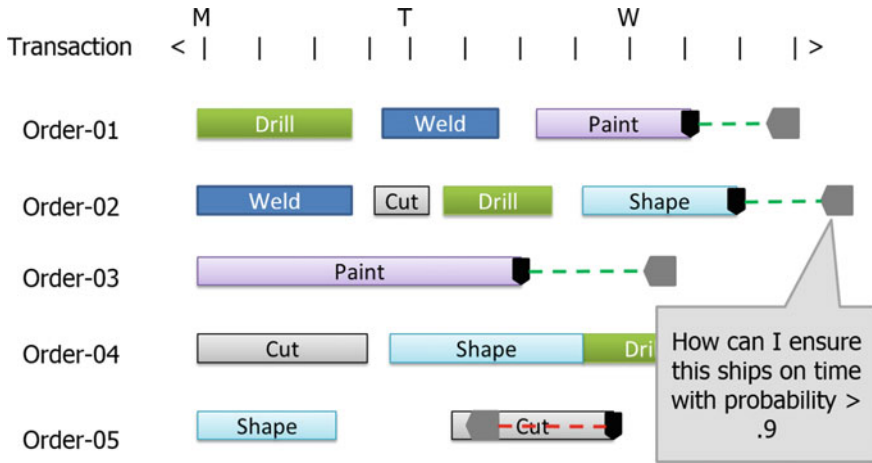 M T W
Transaction < | | | | | | | | | | | | >
Order-01 Drill Weld Paint
Order-02 Weld Cut Drill Shape
Order-03 Paint
Order-04 Cut Shape
Order-05 Shape Cut
How can I ensure
this ships on time
with probability >
.9